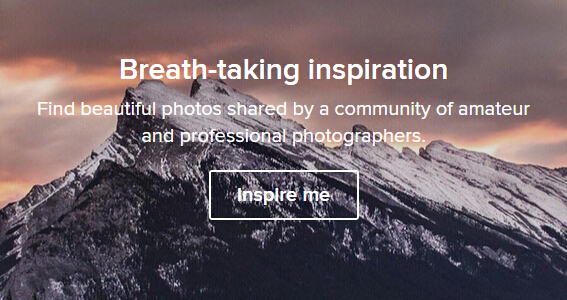 Breath-taking inspiration
Find beautiful photos shared by a community of amateur
and professional photographers.
Inspire me